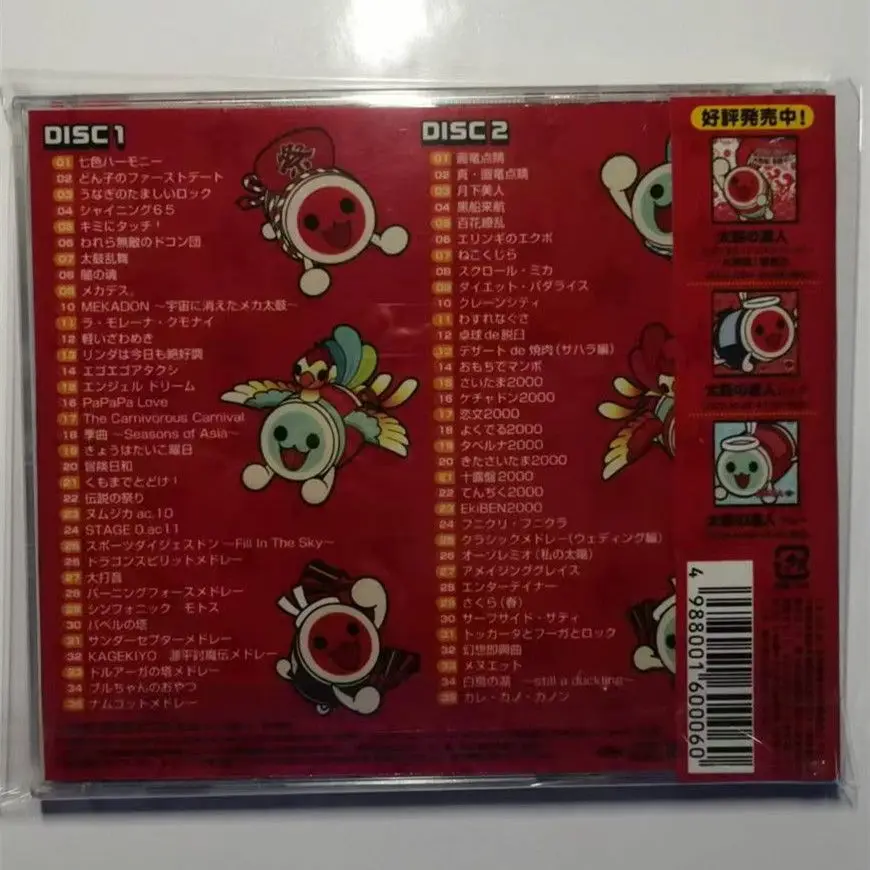 DISC 1
01 七色ハーモニー
02 どん子のファーストデート
03 うなぎのたましいロック
04 シャイニング65
05 キミにタッチ!
06 われら無敵のドコン団
07 太鼓乱舞
08 闇の魂
09 メカデス。
10 MEKADON ～宇宙に消えたメカ太鼓～
11 ラ・モレーナ・クモナイ
12 軽いざわめき
13 リンダは今日も絶好調
14 エゴエゴアタクシ
15 エンジェル ドリーム
16 PaPaPa Love
17 The Carnivorous Carnival
18 季曲 ～Seasons of Asia～
19 きょうはたいこ曜日
20 冒険日和
21 くもまでとどけ!
22 伝説の祭り
23 ヌムジカ ac.10
24 STAGE 0.ac11
25 スポーツダイジェストン ～Fill In The Sky～
26 ドラゴンスピリットメドレー
27 大打音
28 バーニングフォースメドレー
29 シンフォニック モトス
30 バベルの塔
31 サンダーセプターメドレー
32 KAGEKIYO 源平討魔伝メドレー
33 ドルアーガの塔メドレー
34 ブルちゃんのおやつ
35 ナムコットメドレー
祭
DISC 2
01 画竜点睛
02 真・画竜点睛
03 月下美人
04 黒船来航
05 百花繚乱
06 エリンギのエクボ
07 ねこくじら
08 スクロール・ミカ
09 ダイエット・パダライス
10 クレーンシティ
11 わすれなぐさ
12 卓球de脱臼
13 デザート de 焼肉(サハラ編)
14 おもちでマンボ
15 さいたま2000
16 ケチャドン2000
17 恋文2000
18 よくでる2000
19 タベルナ2000
20 きたさいたま2000
21 十露盤2000
22 てんぢく2000
23 EkiBEN2000
24 フニクリ・フニクラ
25 クラシックメドレー(ウェディング編)
26 オーソレミオ(私の太陽)
27 アメイジンググレイス
28 エンターテイナー
29 さくら(春)
30 サーフサイド・サティ
31 トッカータとフーガとロック
32 幻想即興曲
33 メヌエット
34 白鳥の湖 ～still a duckling～
35 カレ・カノ・カノン
好評発売中!
太鼓の達人
太鼓の達人
太鼓の達人
4 988001 600060